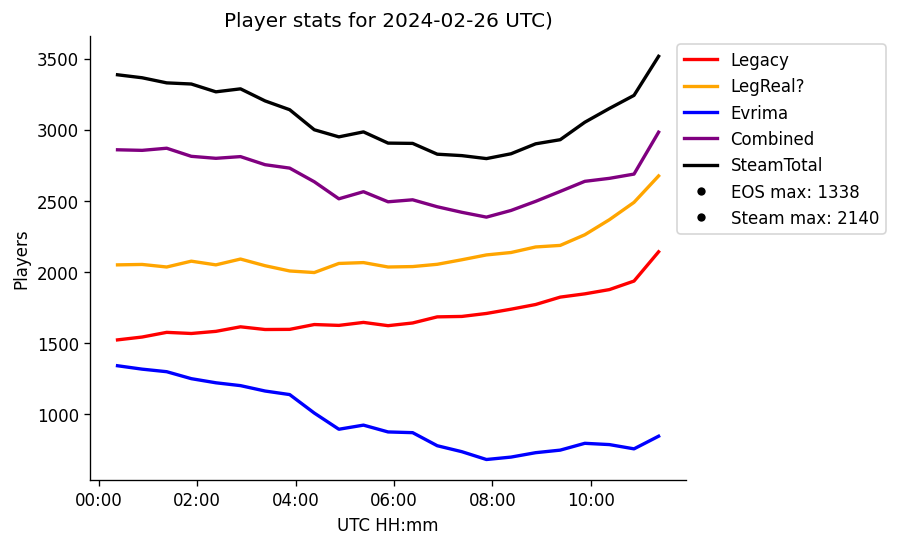 Player stats for 2024-02-26 UTC)
3500
3000
2500
2000
1500
1000
Players
00:00 02:00 04:00 06:00 08:00 10:00
UTC HH:mm
Legacy
LegReal?
Evrima
Combined
SteamTotal
EOS max: 1338
Steam max: 2140